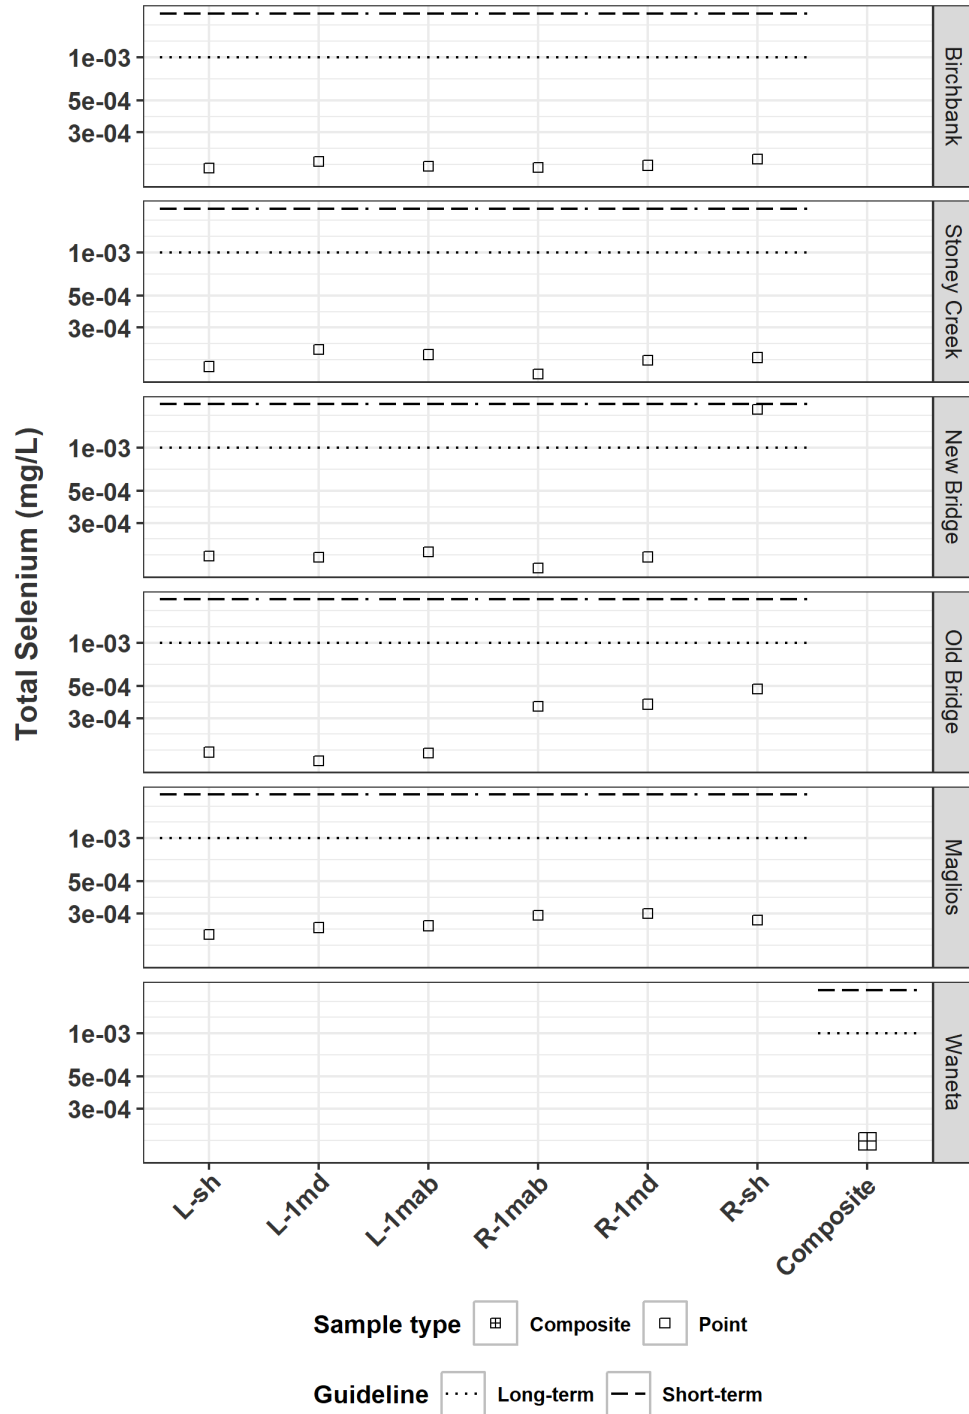 Total Selenium (mg/L)
1e-03
5e-04
3e-04
Birchbank
1e-03
5e-04
3e-04
Stoney Creek
1e-03
5e-04
3e-04
New Bridge
1e-03
5e-04
3e-04
Old Bridge
1e-03
5e-04
3e-04
Maglios
1e-03
5e-04
3e-04
Waneta
L-sh
L-1md
L-1mab
R-1mab
R-1md
R-sh
Composite
Sample type Composite Point
Guideline Long-term Short-term